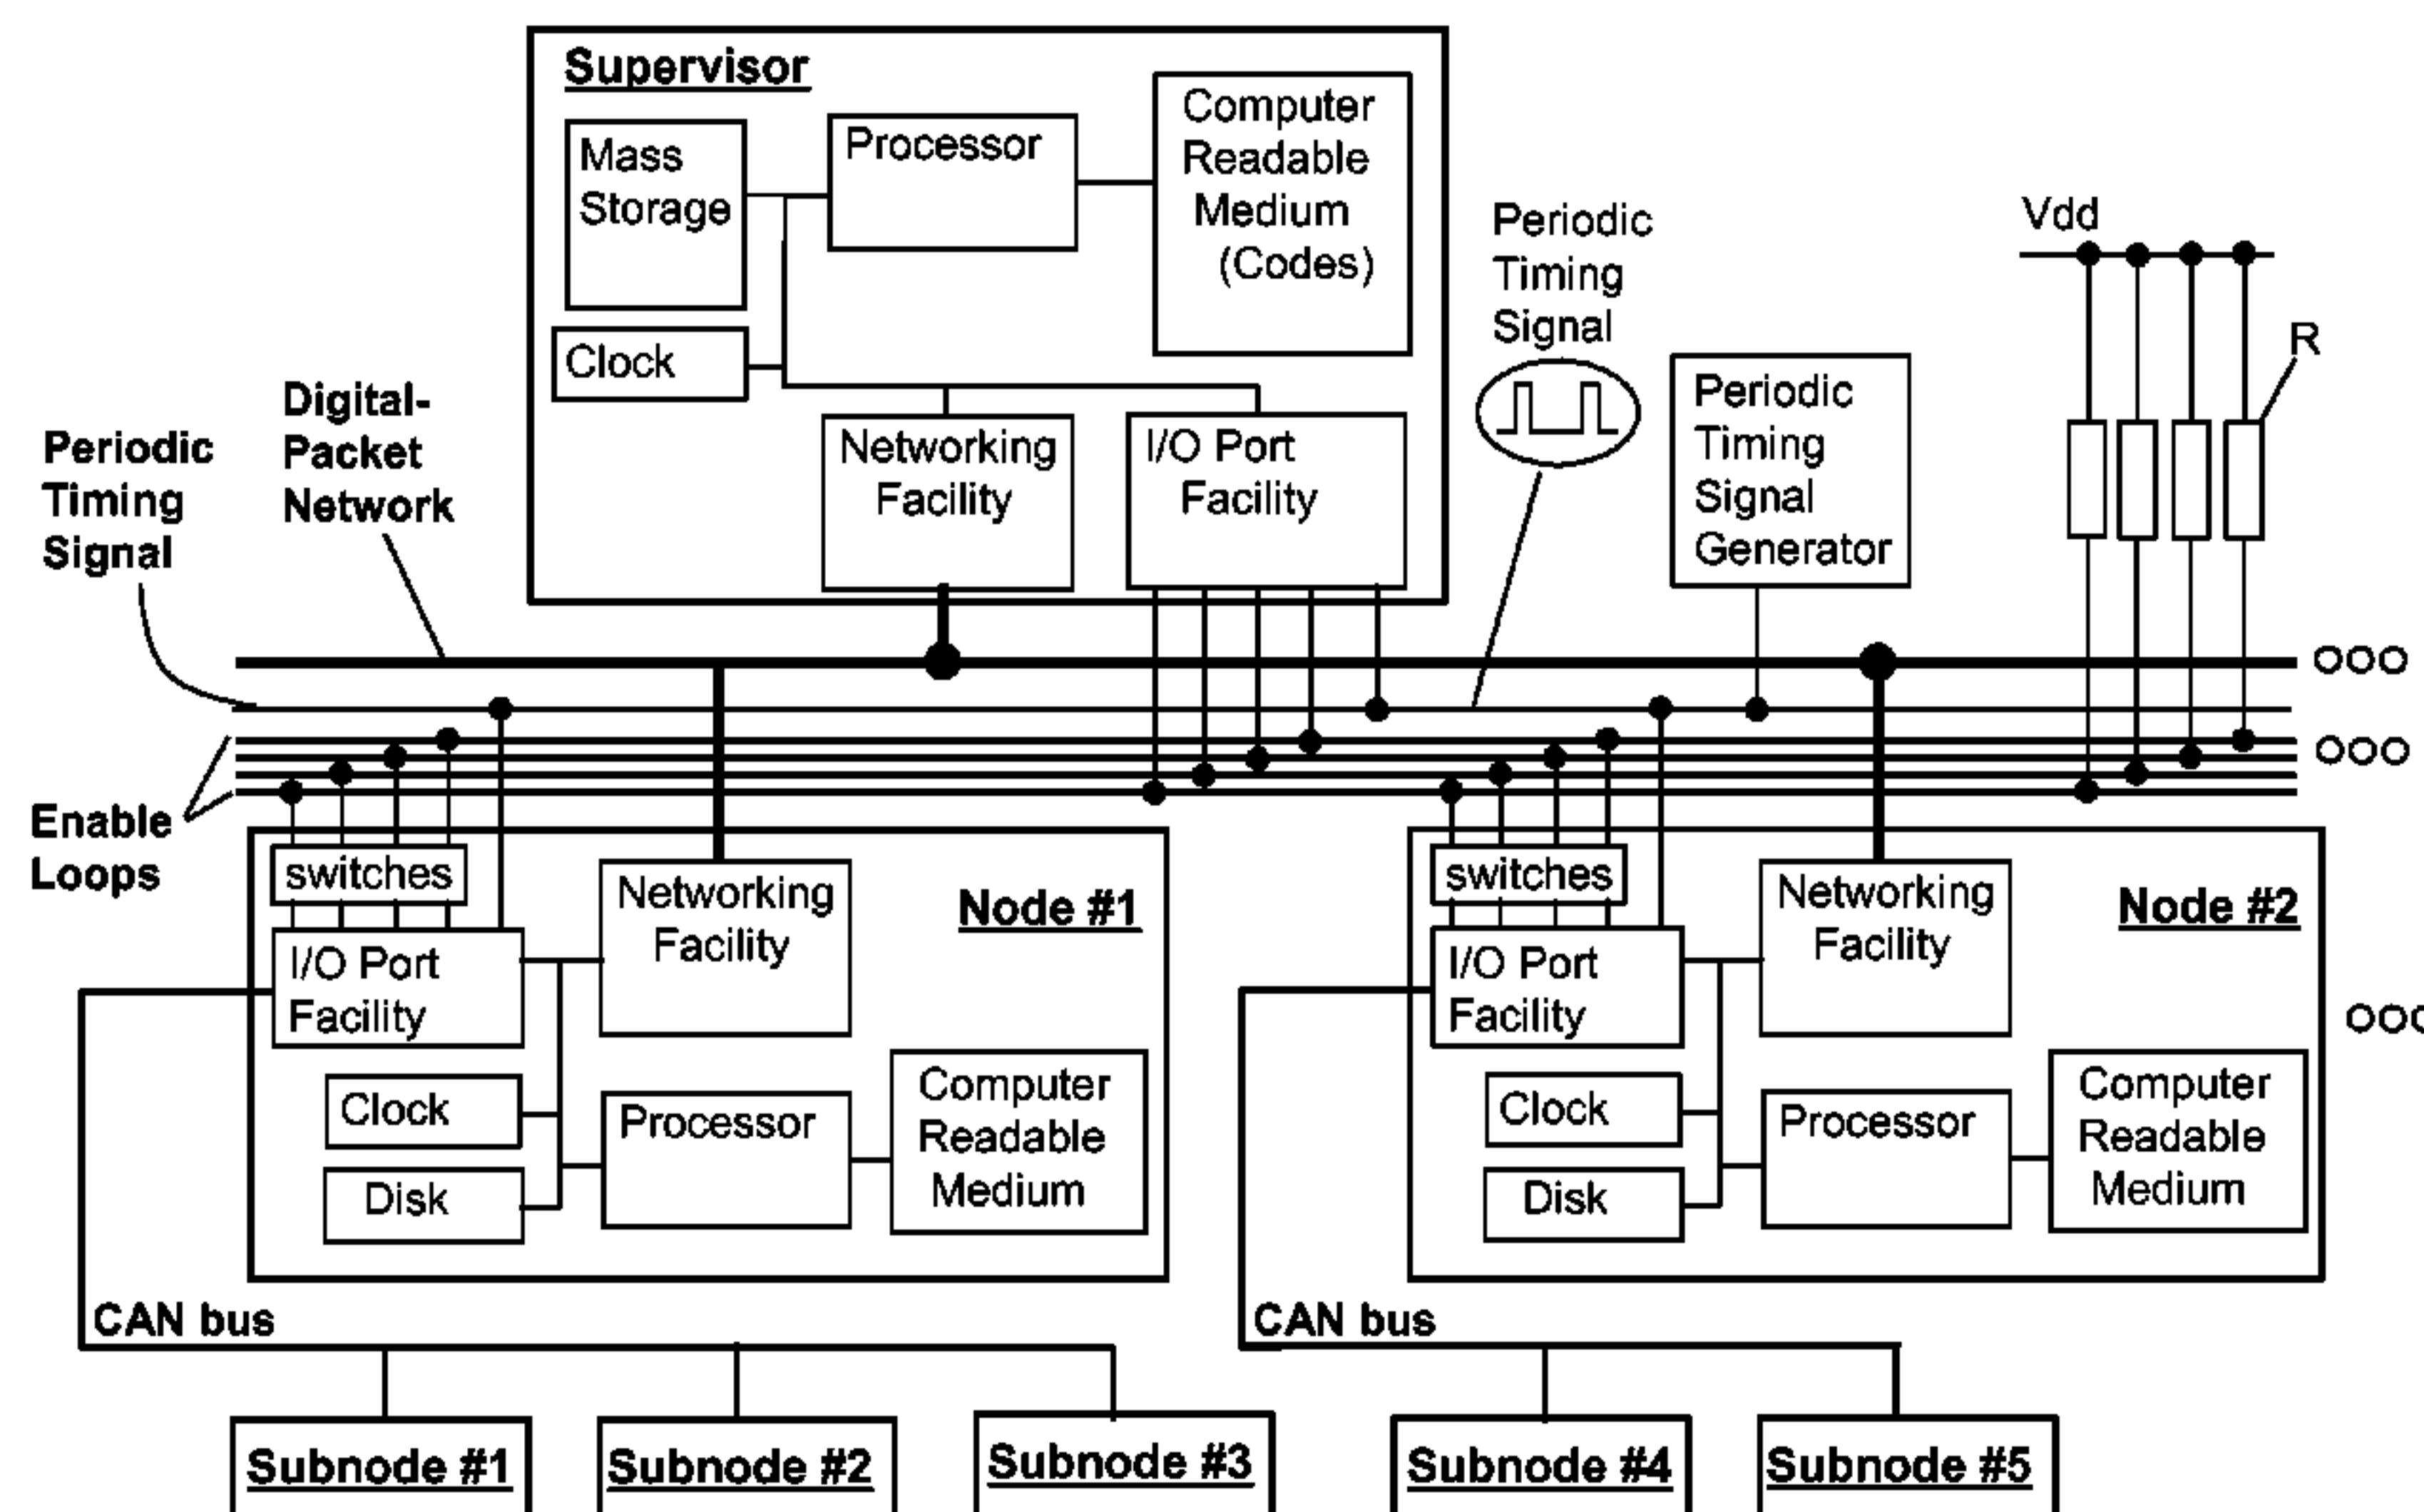 Supervisor
Mass
Storage
Processor
Computer
Readable
Medium
(Codes)
Clock
Networking
Facility
I/O Port
Facility
Periodic
Timing
Signal
Digital-
Packet
Network
Periodic
Timing
Signal
Periodic
Timing
Signal
Generator
Vdd
R
Enable
Loops
switches
I/O Port
Facility
Networking
Facility
Node #1
Clock
Disk
Processor
Computer
Readable
Medium
switches
I/O Port
Facility
Networking
Facility
Node #2
Clock
Disk
Processor
Computer
Readable
Medium
CAN bus
CAN bus
Subnode #1
Subnode #2
Subnode #3
Subnode #4
Subnode #5